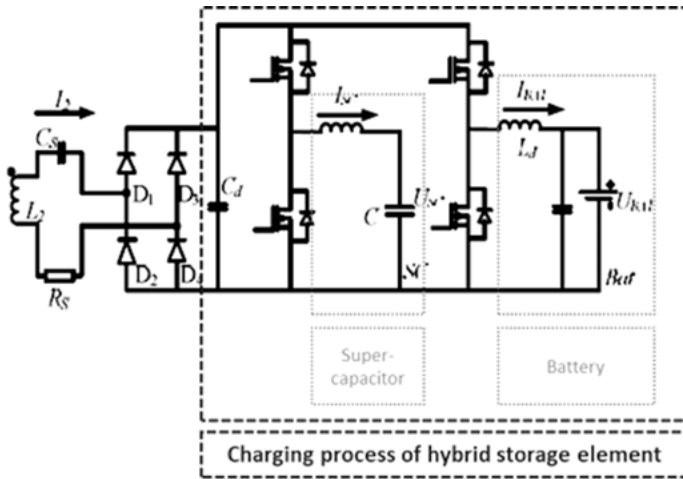 I2
ISC
IBAT
CS
D1
D3
Cd
Ld
L2
C
USC
UBAT
D2
D4
SC
Bat
RS
Super-
capacitor
Battery
Charging process of hybrid storage element